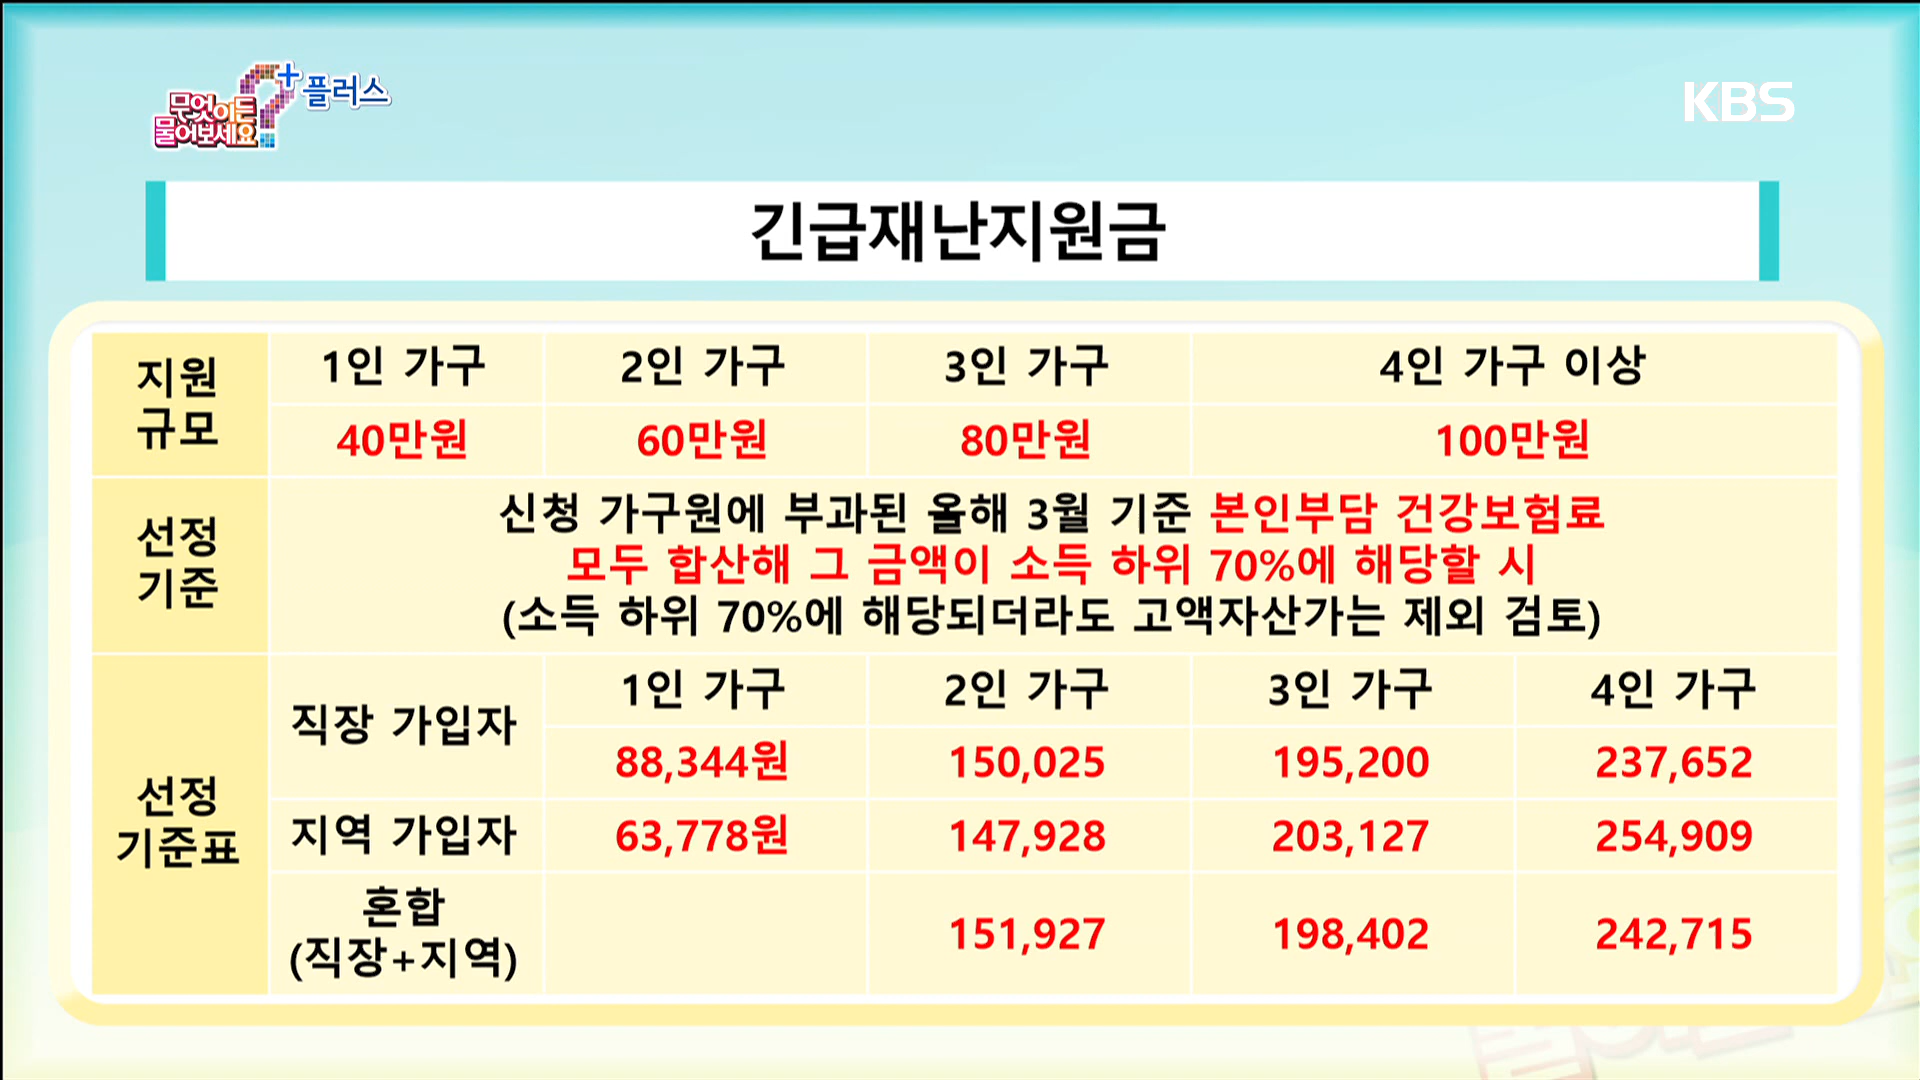 무엇이든
물어보세요
플러스
KBS
긴급재난지원금
지원
규모
1인 가구
2인 가구
3인 가구
4인 가구 이상
40만원
60만원
80만원
100만원
선정
기준
신청 가구원에 부과된 올해 3월 기준 본인부담 건강보험료
모두 합산해 그 금액이 소득 하위 70%에 해당할 시
(소득 하위 70%에 해당되더라도 고액자산가는 제외 검토)
선정
기준표
직장 가입자
1인 가구
2인 가구
3인 가구
4인 가구
88,344원
150,025
195,200
237,652
지역 가입자
63,778원
147,928
203,127
254,909
혼합
(직장+지역)
151,927
198,402
242,715